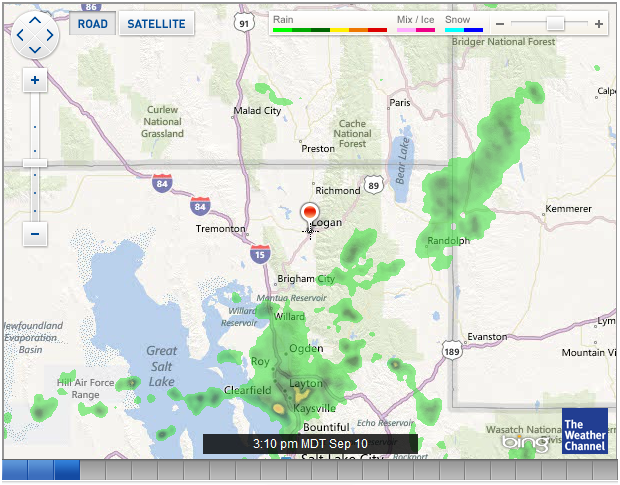 86
ROAD
SATELLITE
91
Rain
Mix / Ice
Snow
Bridger National Forest
Curlew
National
Grassland
Malad City
Paris
Cache
National
Forest
Preston
Bear Lake
84
Richmond
89
84
Logan
Kemmerer
Tremonton
15
Randolph
Brigham City
Mantua Reservoir
Willard
Reservoir
Willard
Newfoundland
Evaporation
Basin
Great
Salt
Lake
Ogden
Roy
Evanston
189
Mountain Vi
Hill Air Force
Range
Clearfield
Layton
Kaysville
Echo Reservoir
Bountiful
Wasatch National
3:10 pm MDT Sep 10
bing
The
Weather
Channel
Salt Lake City
Rockport